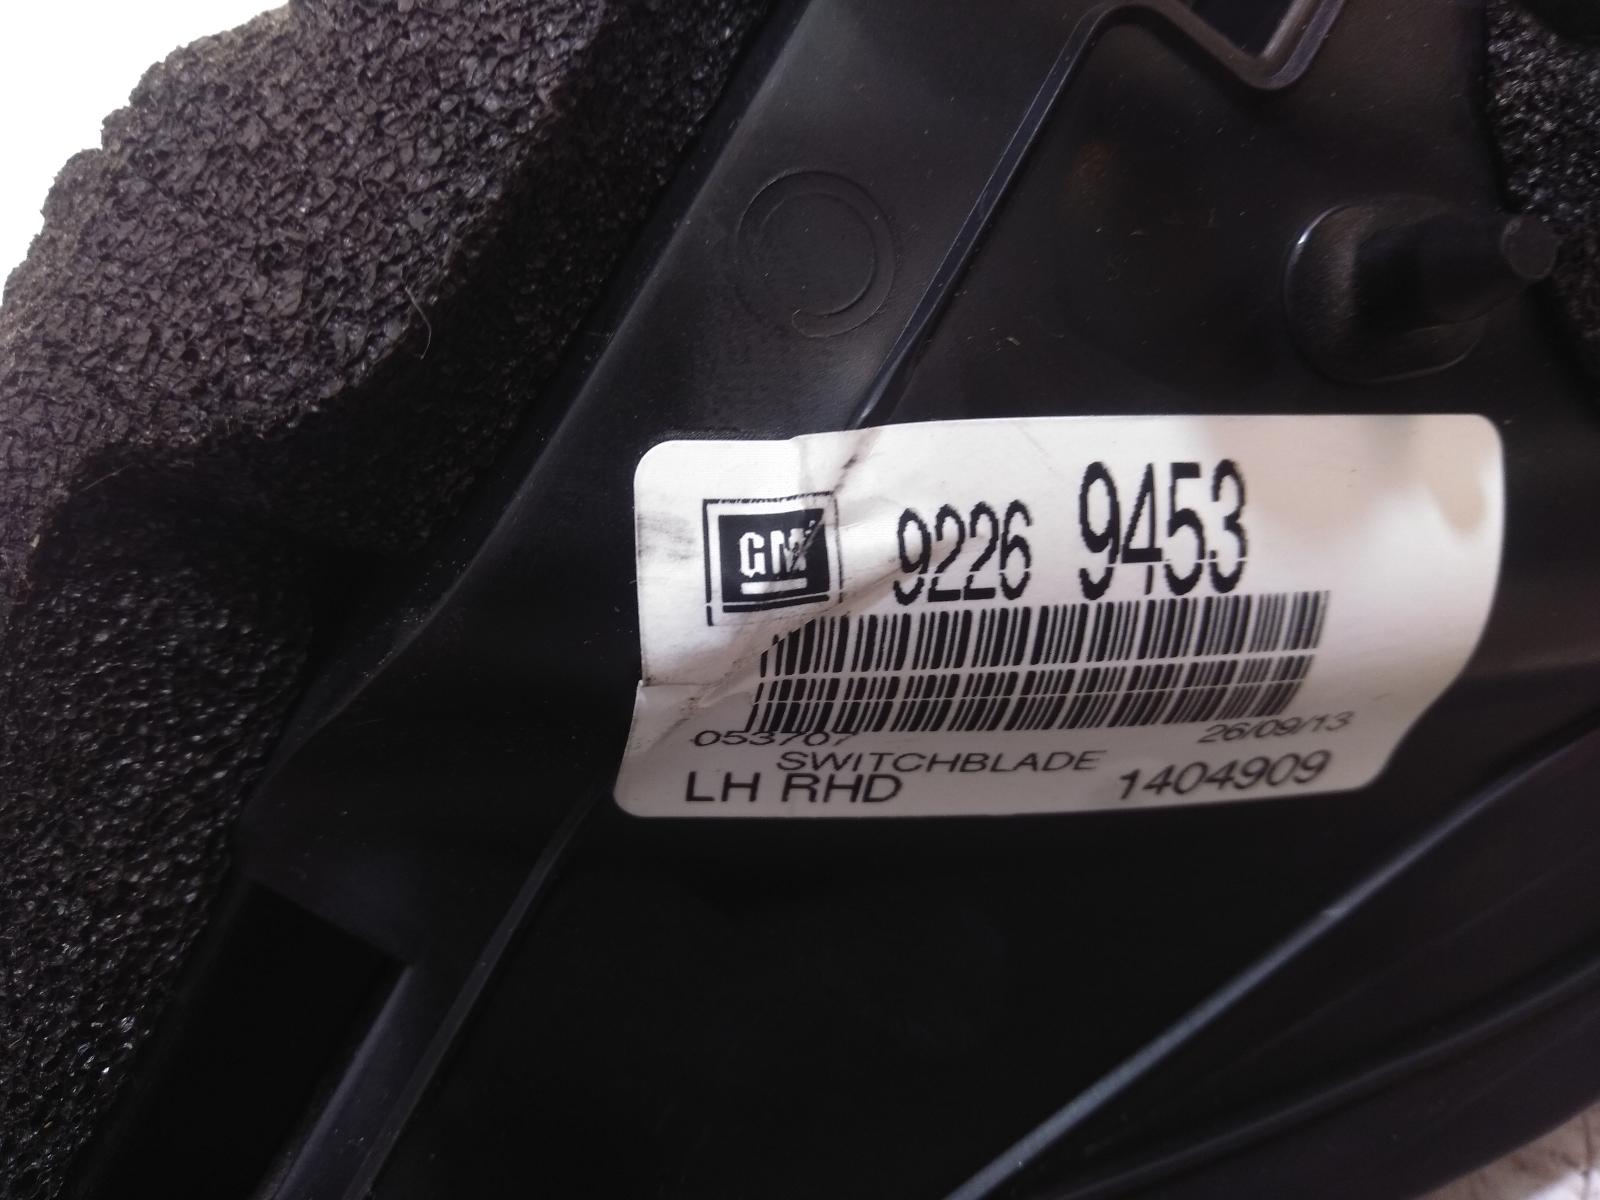 GM 9226 9453
053707 26/09/13
SWITCHBLADE
LH RHD 1404909